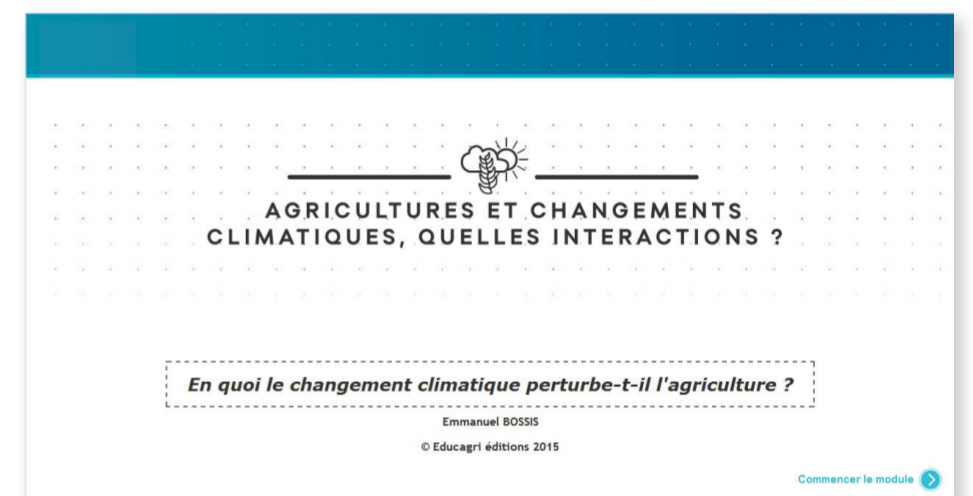 AGRICULTURES ET CHANGEMENTS
CLIMATIQUES, QUELLES INTERACTIONS ?
En quoi le changement climatique perturbe-t-il l'agriculture ?
Emmanuel BOSSIS
© Educagri éditions 2015
Commencer le module